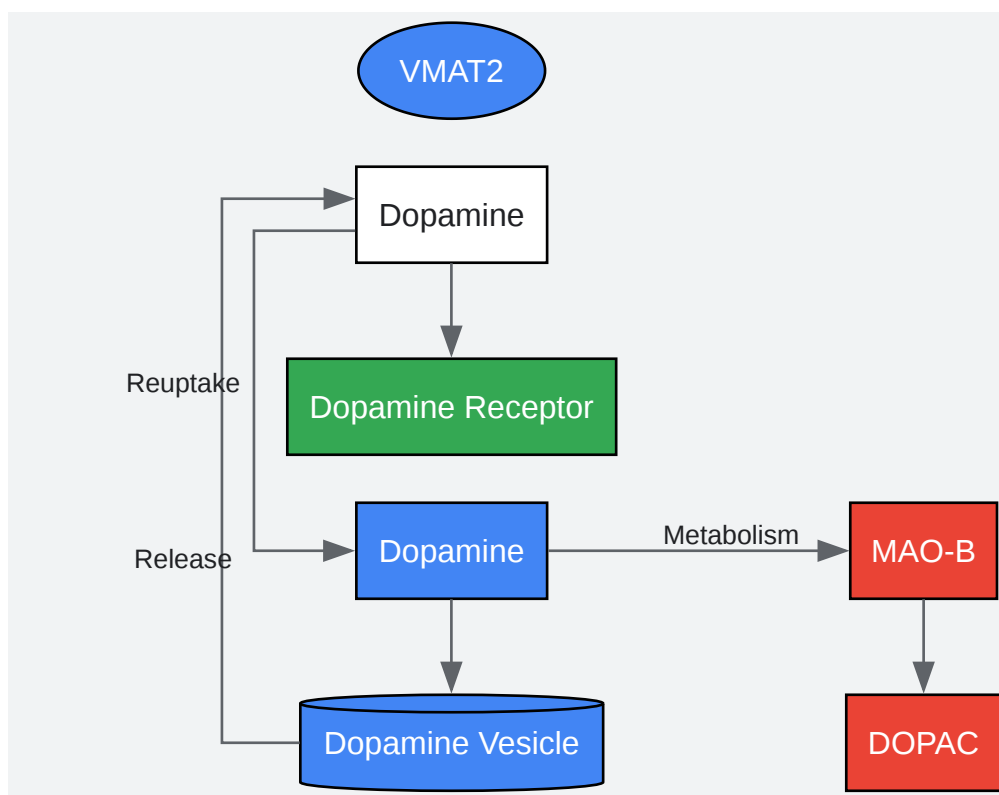 VMAT2
Dopamine
Reuptake
Dopamine Receptor
Metabolism
Dopamine
MAO-B
Release
Dopamine Vesicle
DOPAC